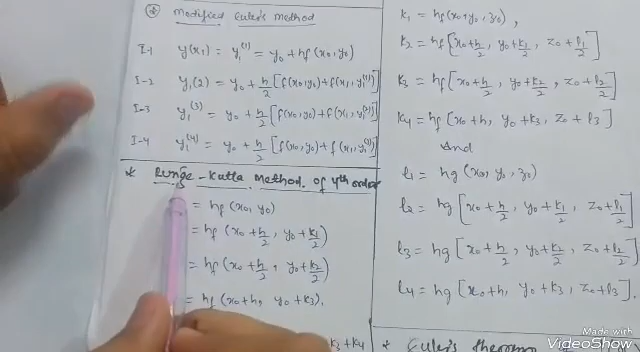 * Modified Euler's Method
I-1 y(x1) = y1^(1) = y0 + hf(x0,y0)
I-2 y1(2) = y0 + h/2 [f(x0,y0)+f(x1,y1^(1))]
I-3 y1^(3) = y0 + h/2 [f(x0,y0)+f(x1,y1^(2))]
I-4 y1^(4) = y0 + h/2 [f(x0,y0)+f(x1,y1^(3))]
* Runge-Kutta Method of 4th order
= hf(x0,y0)
= hf(x0+h/2, y0+k1/2)
= hf(x0+h/2, y0+k2/2)
= hf(x0+h, y0+k3),
k3+k4
k1 = hf(x0+y0,z0),
k2 = hf[x0+h/2, y0+k1/2, z0+l1/2]
k3 = hf[x0+h/2, y0+k2/2, z0+l2/2]
k4 = hf[x0+h, y0+k3, z0+l3]
And
l1 = hg(x0,y0,z0)
l2 = hg[x0+h/2, y0+k1/2, z0+l1/2]
l3 = hg[x0+h/2, y0+k2/2, z0+l2/2]
l4 = hg[x0+h, y0+k3, z0+l3]
* Euler's theorem
Made with
VideoShow